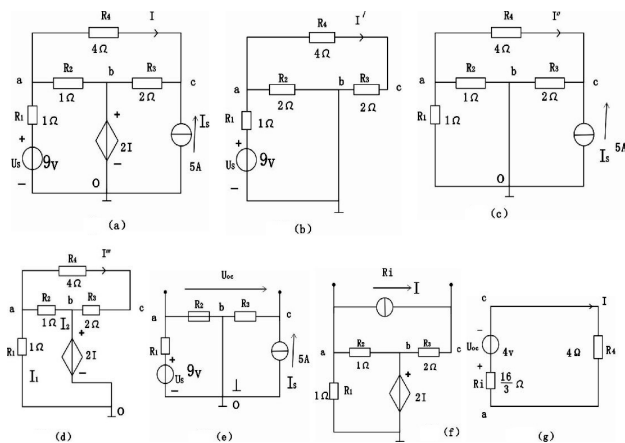 R₄ I
4Ω
a R₂ b R₃ c
1Ω 2Ω
R₁ 1Ω
+ Us 9v −
+ 2I −
Is 5A
O
(a)
I′
R₄
4Ω
a R₂ b R₃ c
2Ω 2Ω
R₁ 1Ω
+ Us 9v −
(b)
R₄ I″
4Ω
a R₂ b R₃ c
1Ω 2Ω
R₁ 1Ω
Is 5A
O
(c)
R₄ I‴
4Ω
a R₂ b R₃ c
1Ω I₂ 2Ω
R₁ 1Ω
I₁
+ 2I −
O
(d)
Uoc
a R₂ b R₃ c
R₁
+ Us 9v −
5A
Is
O
(e)
Ri
I
a R₂ b R₃ c
1Ω 2Ω
1Ω R₁
+ 2I −
(f)
c I
− Uoc 4v +
Ri 16/3 Ω
4Ω R₄
a
(g)